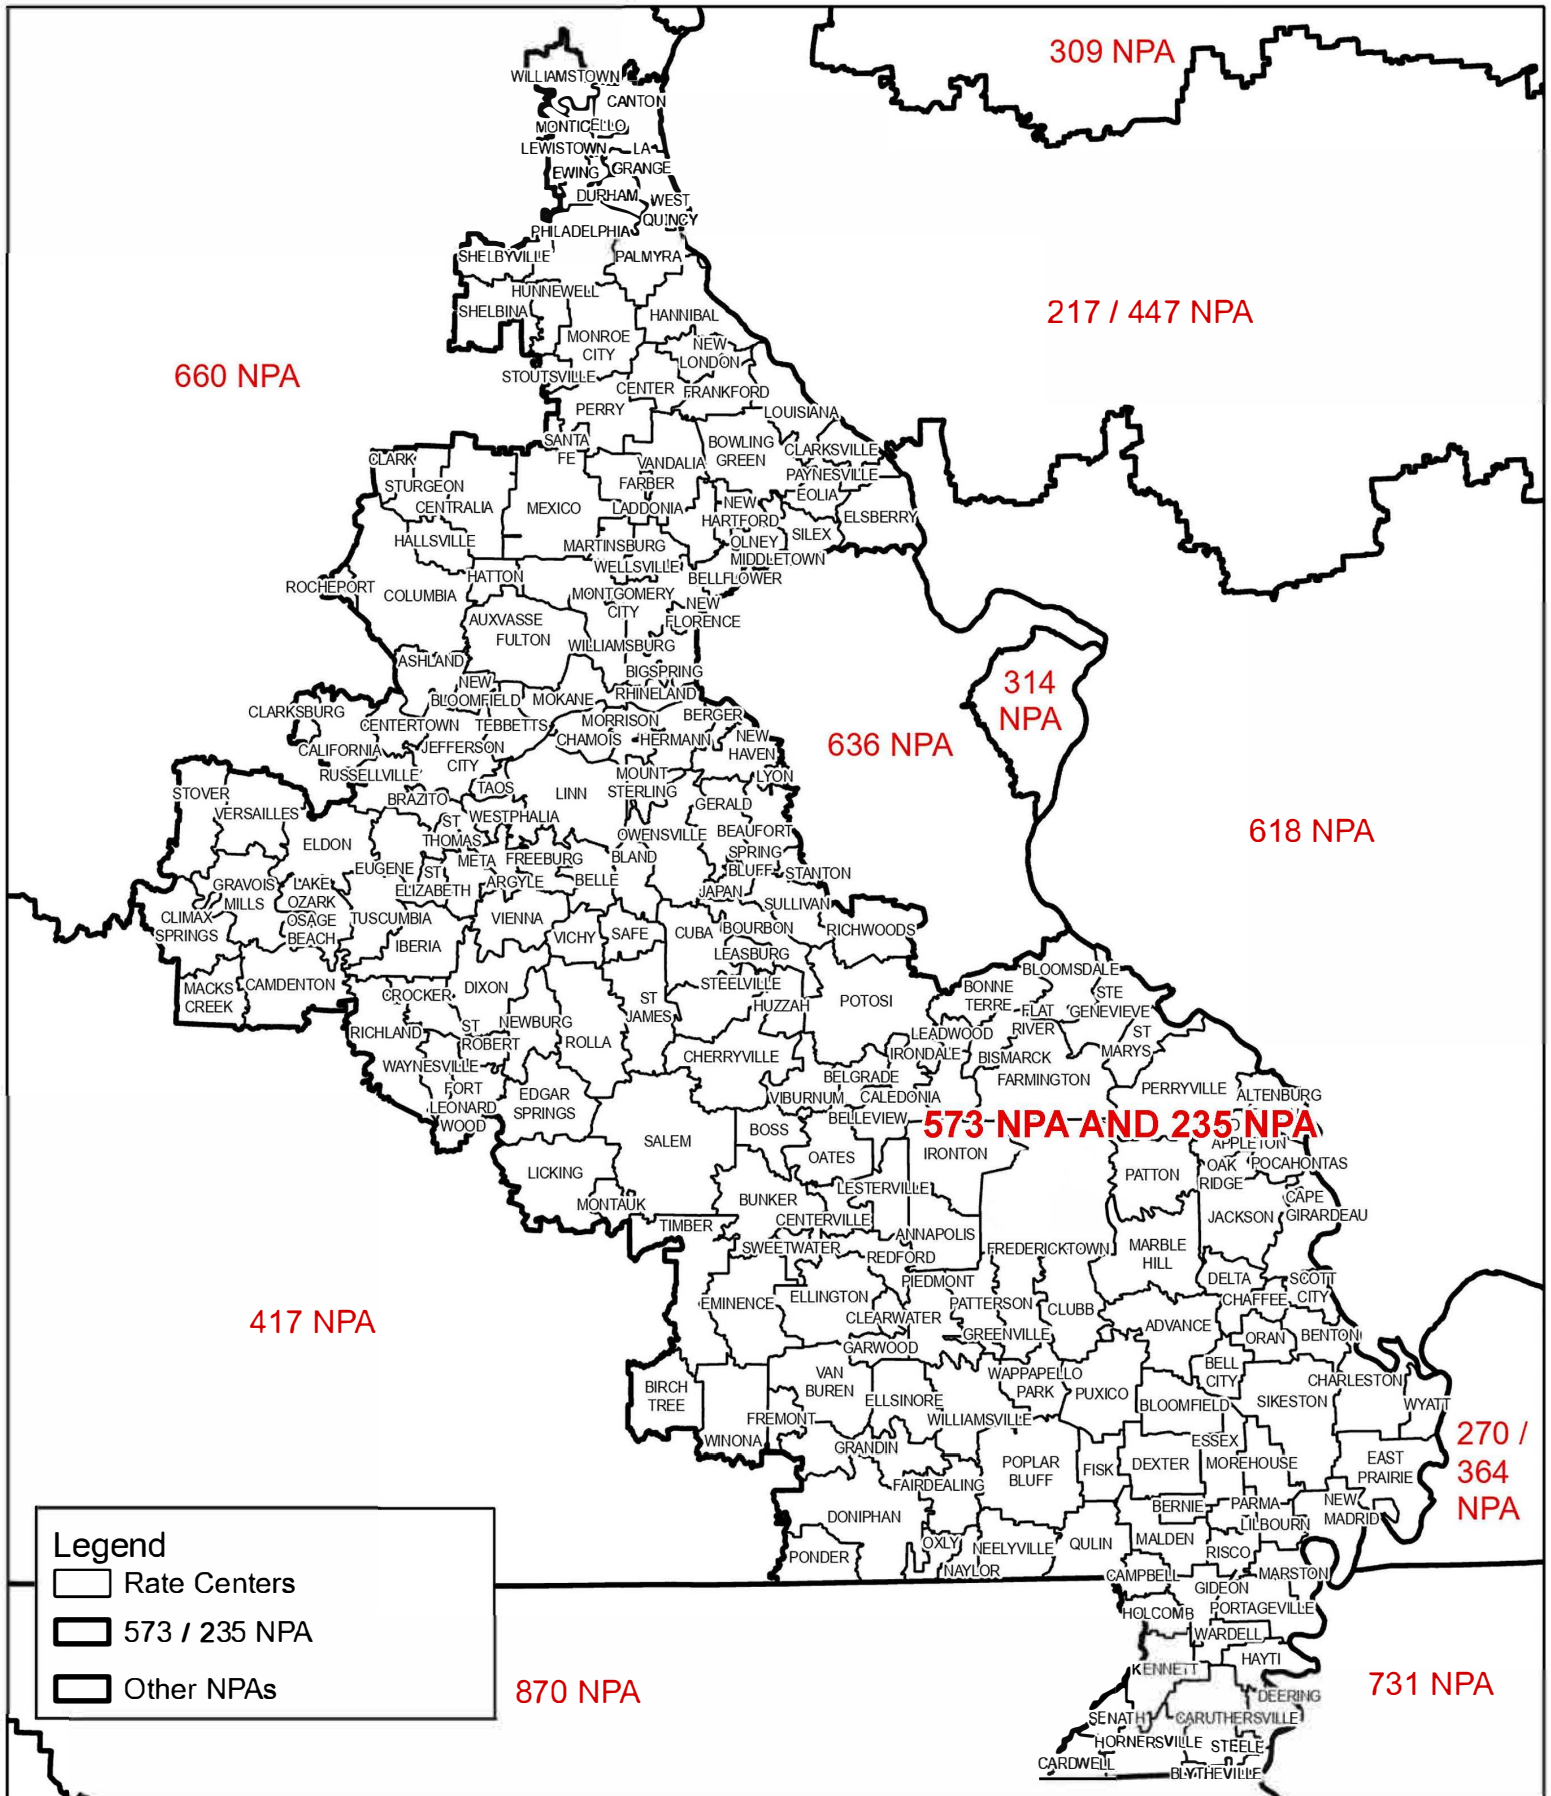 309 NPA
WILLIAMSTOWN
CANTON
MONTICELLO
LEWISTOWN
LA
GRANGE
EWING
DURHAM
WEST
QUINCY
PHILADELPHIA
SHELBYVILLE
PALMYRA
HUNNEWELL
SHELBINA
HANNIBAL
217 / 447 NPA
MONROE
CITY
NEW
LONDON
660 NPA
STOUTSVILLE
CENTER
FRANKFORD
PERRY
LOUISIANA
SANTA
FE
BOWLING
GREEN
CLARKSVILLE
CLARK
VANDALIA
PAYNESVILLE
STURGEON
FARBER
EOLIA
CENTRALIA
MEXICO
LADDONIA
NEW
HARTFORD
ELSBERRY
HALLSVILLE
MARTINSBURG
OLNEY
SILEX
MIDDLETOWN
WELLSVILLE
HATTON
BELLFLOWER
ROCHEPORT
COLUMBIA
MONTGOMERY
CITY
NEW
FLORENCE
AUXVASSE
FULTON
WILLIAMSBURG
ASHLAND
BIGSPRING
314
NPA
NEW
BLOOMFIELD
MOKANE
RHINELAND
CLARKSBURG
CENTERTOWN
TEBBETTS
MORRISON
BERGER
CALIFORNIA
JEFFERSON
CITY
CHAMOIS
HERMANN
NEW
HAVEN
636 NPA
RUSSELLVILLE
TAOS
LINN
MOUNT
STERLING
LYON
STOVER
VERSAILLES
BRAZITO
GERALD
ST
THOMAS
WESTPHALIA
OWENSVILLE
BEAUFORT
618 NPA
ELDON
EUGENE
META
FREEBURG
BLAND
SPRING
BLUFF
STANTON
GRAVOIS
MILLS
LAKE
OZARK
ST
ELIZABETH
ARGYLE
BELLE
JAPAN
SULLIVAN
CLIMAX
SPRINGS
OSAGE
BEACH
TUSCUMBIA
VIENNA
VICHY
SAFE
CUBA
BOURBON
RICHWOODS
IBERIA
LEASBURG
MACKS
CREEK
CAMDENTON
CROCKER
DIXON
STEELVILLE
HUZZAH
POTOSI
BLOOMSDALE
BONNE
TERRE
STE
GENEVIEVE
ST
JAMES
FLAT
RIVER
RICHLAND
ST
ROBERT
NEWBURG
ROLLA
LEADWOOD
ST
MARYS
IRONDALE
BISMARCK
WAYNESVILLE
CHERRYVILLE
FARMINGTON
BELGRADE
PERRYVILLE
FORT
LEONARD
WOOD
EDGAR
SPRINGS
VIBURNUM
CALEDONIA
ALTENBURG
BELLEVIEW
573 NPA AND 235 NPA
BOSS
SALEM
IRONTON
APPLETON
OATES
LICKING
PATTON
OAK
RIDGE
POCAHONTAS
LESTERVILLE
MONTAUK
BUNKER
CAPE
GIRARDEAU
TIMBER
CENTERVILLE
JACKSON
ANNAPOLIS
SWEETWATER
REDFORD
FREDERICKTOWN
MARBLE
HILL
EMINENCE
ELLINGTON
PIEDMONT
DELTA
SCOTT
CITY
CHAFFEE
CLEARWATER
PATTERSON
CLUBB
417 NPA
GREENVILLE
ADVANCE
ORAN
BENTON
GARWOOD
BIRCH
TREE
VAN
BUREN
ELLSINORE
WAPPAPELLO
PARK
PUXICO
BELL
CITY
CHARLESTON
BLOOMFIELD
SIKESTON
WYATT
FREMONT
WILLIAMSVILLE
WINONA
GRANDIN
ESSEX
270 /
364
NPA
POPLAR
BLUFF
FISK
DEXTER
MOREHOUSE
EAST
PRAIRIE
FAIRDEALING
BERNIE
PARMA
NEW
MADRID
DONIPHAN
LILBOURN
OXLY
NEELYVILLE
QULIN
MALDEN
RISCO
PONDER
NAYLOR
CAMPBELL
GIDEON
MARSTON
HOLCOMB
PORTAGEVILLE
WARDELL
KENNETT
HAYTI
870 NPA
731 NPA
DEERING
SENATH
CARUTHERSVILLE
HORNERSVILLE
STEELE
CARDWELL
BLYTHEVILLE
Legend
Rate Centers
573 / 235 NPA
Other NPAs